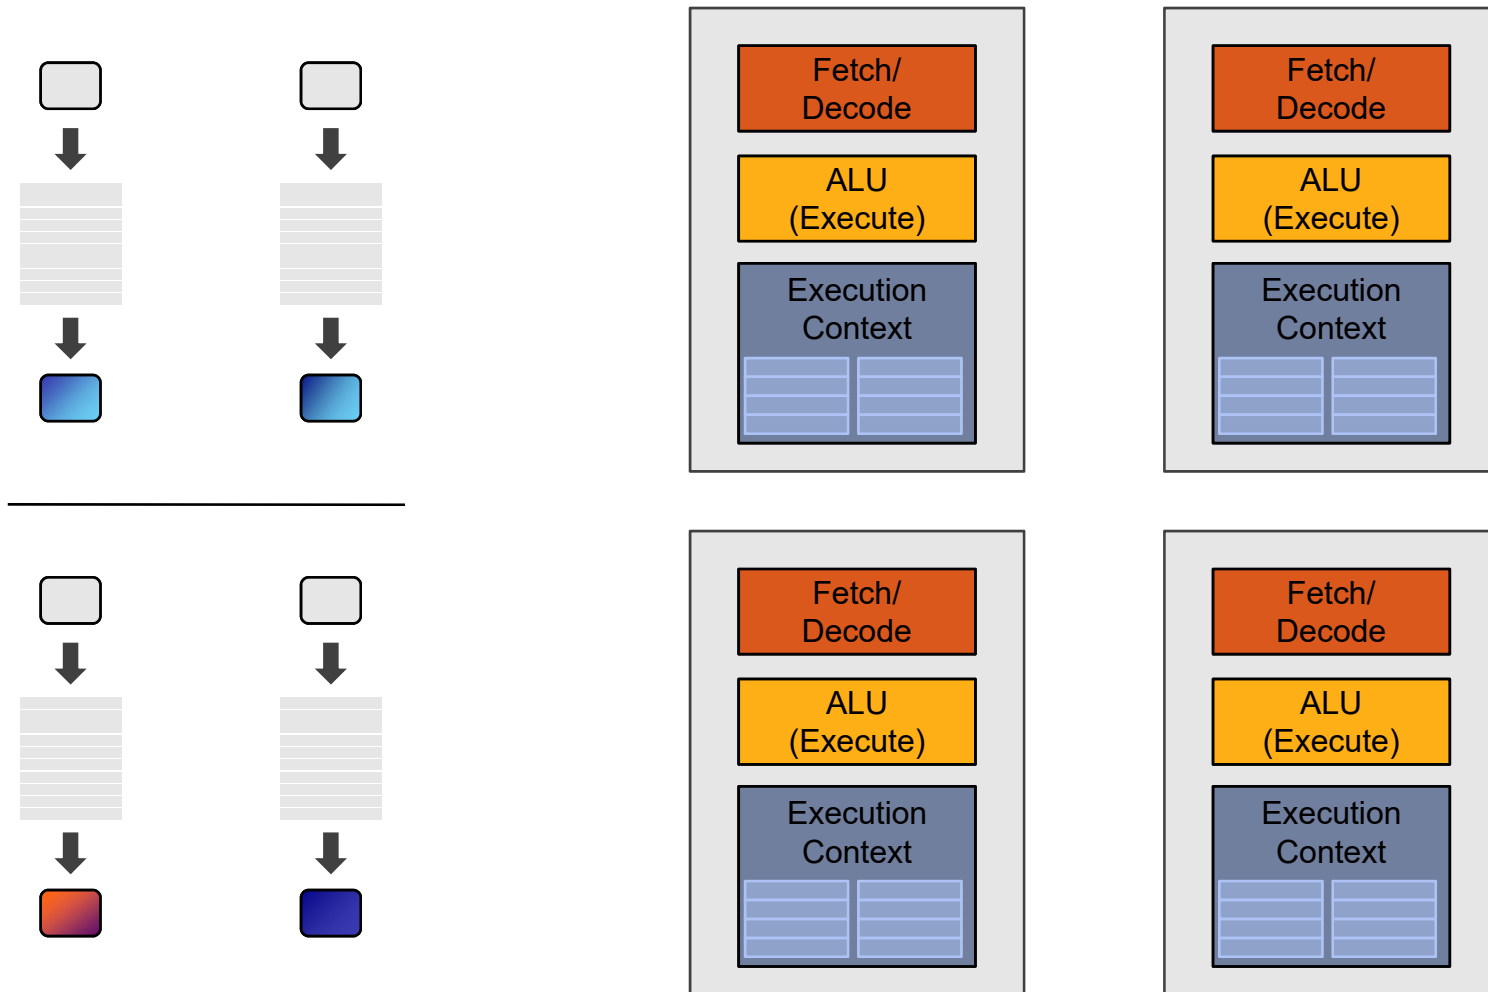 Fetch/
Decode
ALU
(Execute)
Execution
Context
Fetch/
Decode
ALU
(Execute)
Execution
Context
Fetch/
Decode
ALU
(Execute)
Execution
Context
Fetch/
Decode
ALU
(Execute)
Execution
Context